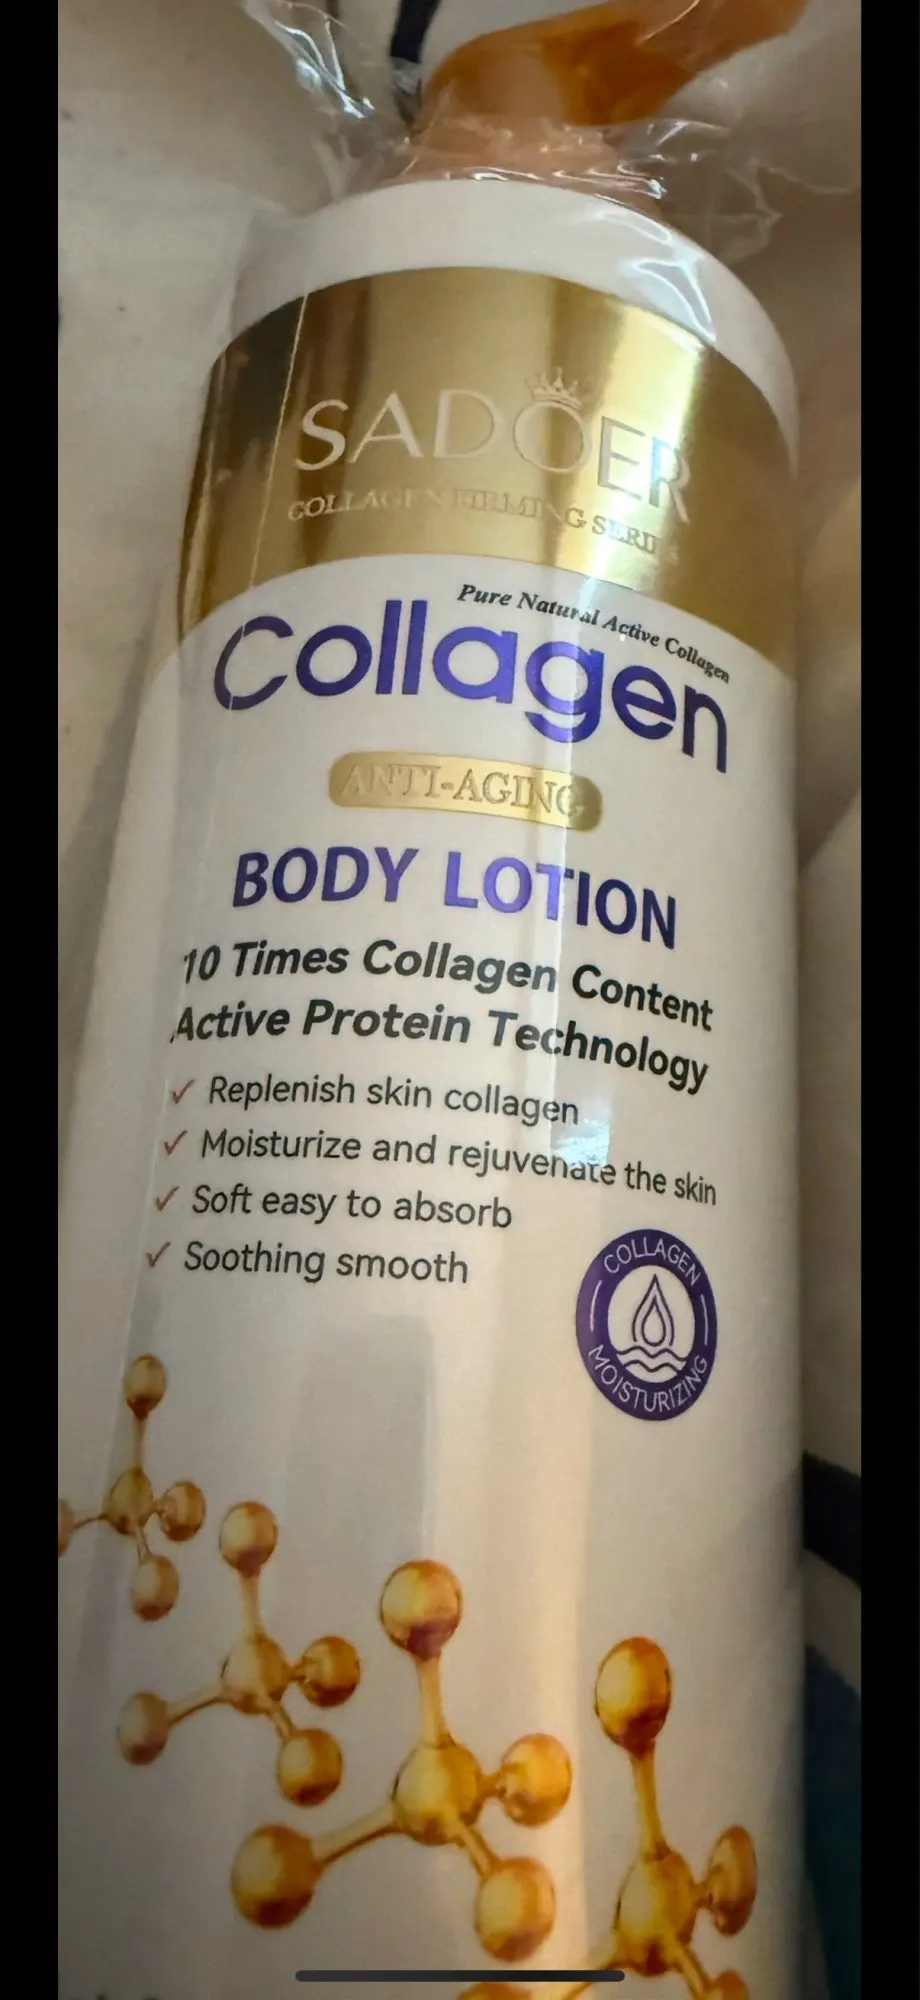 SADOER
COLLAGEN FIRMING SERIES
Pure Natural Active Collagen
Collagen
ANTI-AGING
BODY LOTION
10 Times Collagen Content
Active Protein Technology
✓ Replenish skin collagen
✓ Moisturize and rejuvenate the skin
✓ Soft easy to absorb
✓ Soothing smooth
COLLAGEN
MOISTURIZING